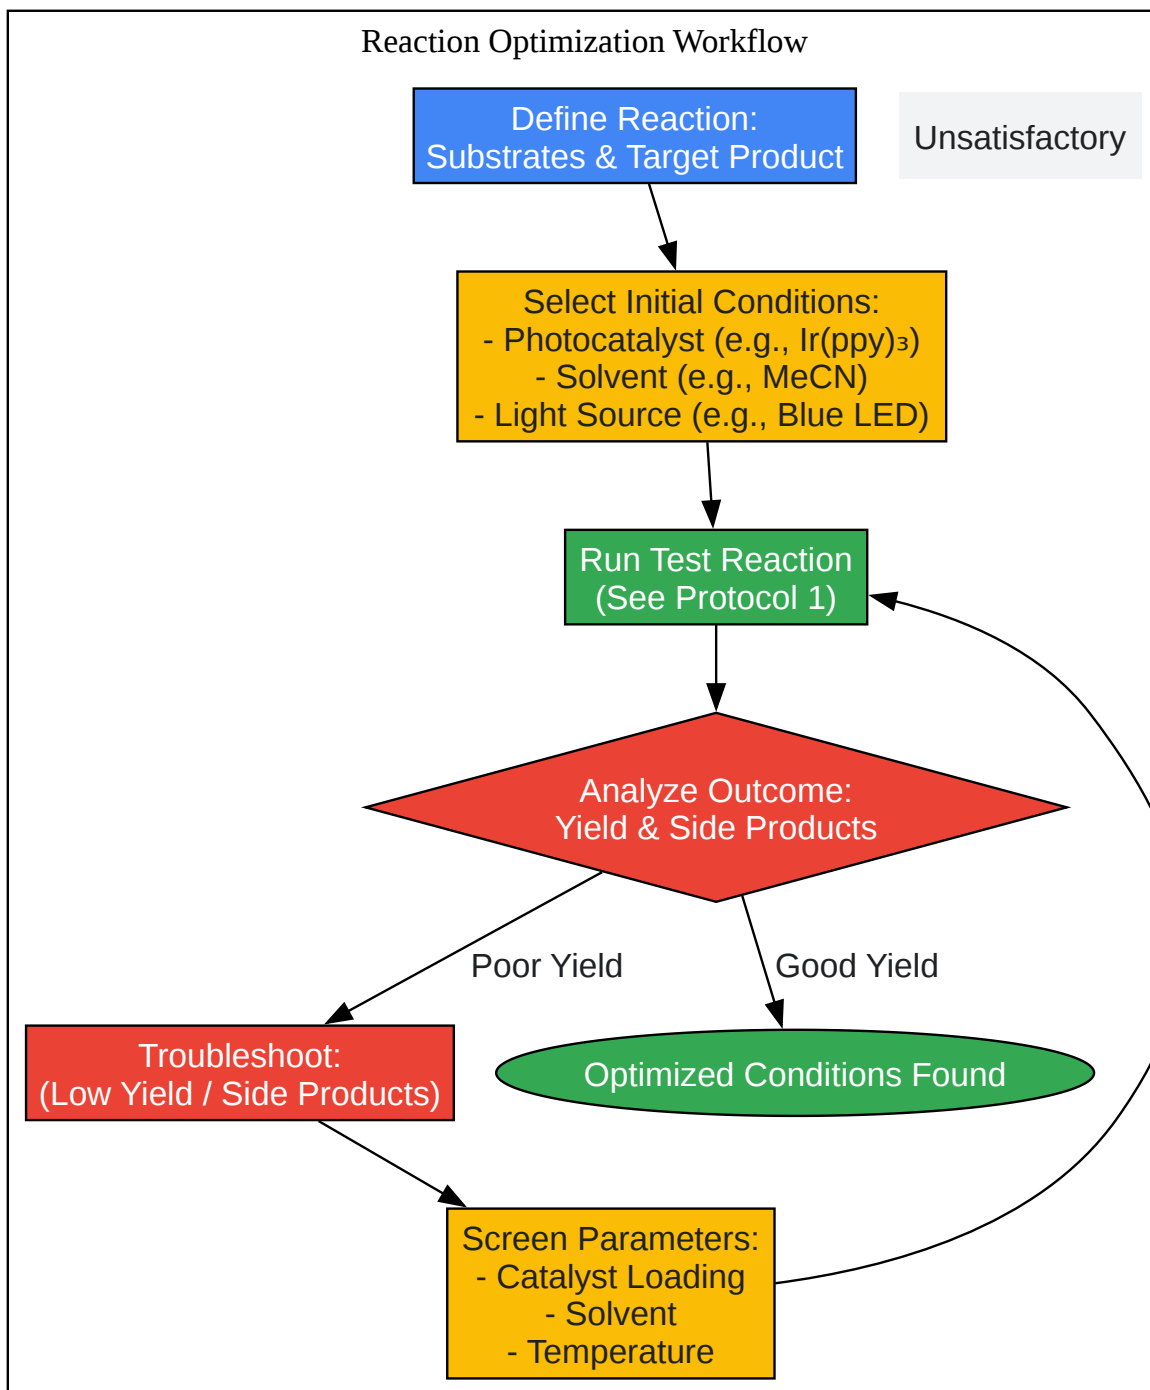 Reaction Optimization Workflow
Define Reaction:
Substrates & Target Product
Unsatisfactory
Select Initial Conditions:
- Photocatalyst (e.g., Ir(ppy)₃)
- Solvent (e.g., MeCN)
- Light Source (e.g., Blue LED)
Run Test Reaction
(See Protocol 1)
Analyze Outcome:
Yield & Side Products
Poor Yield
Good Yield
Troubleshoot:
(Low Yield / Side Products)
Optimized Conditions Found
Screen Parameters:
- Catalyst Loading
- Solvent
- Temperature